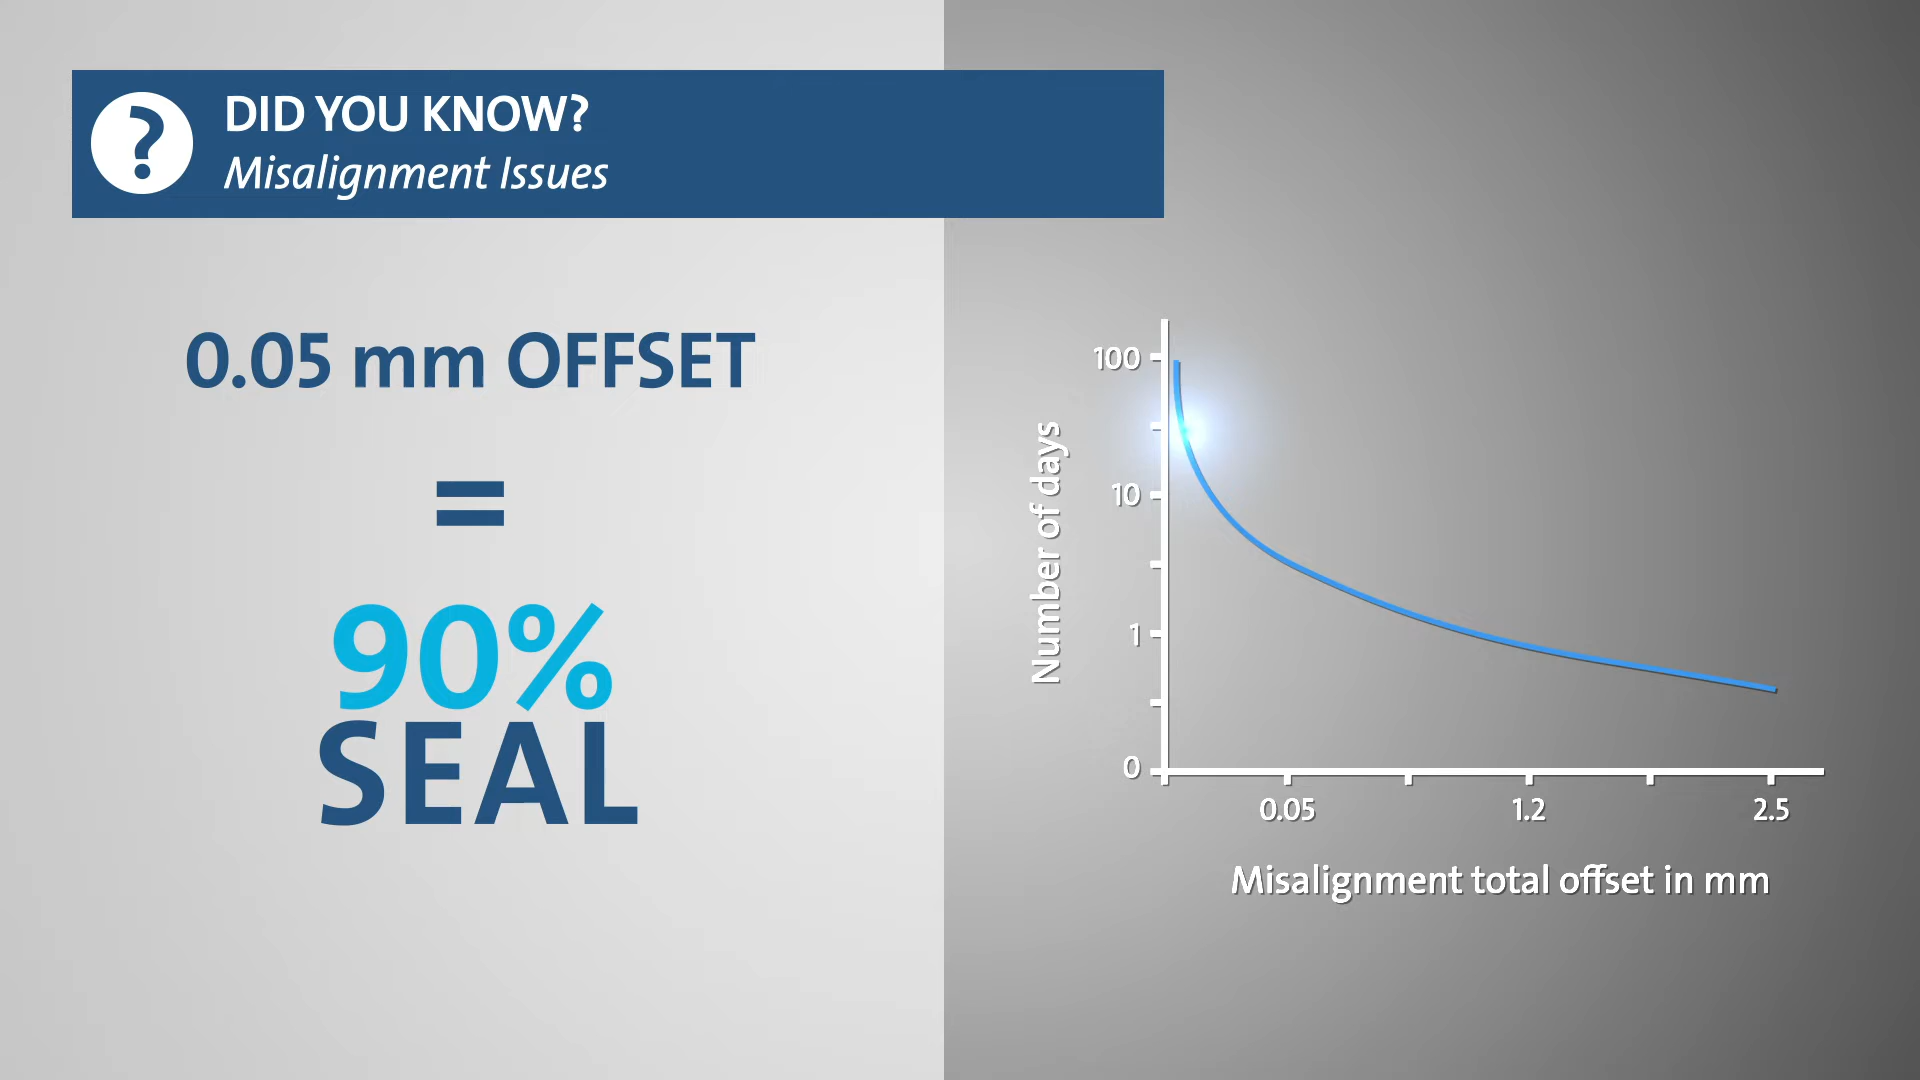 ?
DID YOU KNOW?
Misalignment Issues
0.05 mm OFFSET
=
90%
SEAL
Number of days
100
10
1
0
0.05 1.2 2.5
Misalignment total offset in mm